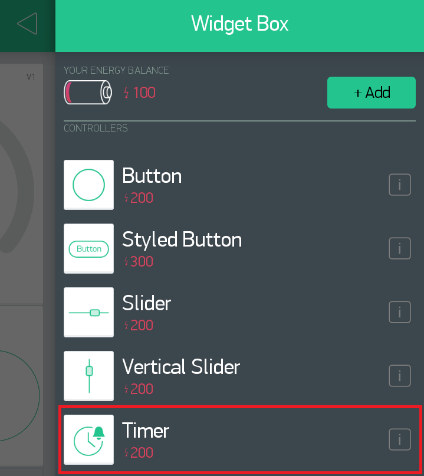 Widget Box
V1
YOUR ENERGY BALANCE
100
+ Add
CONTROLLERS
Button
200
i
Button
Styled Button
300
i
Slider
200
i
Vertical Slider
200
i
Timer
200
i